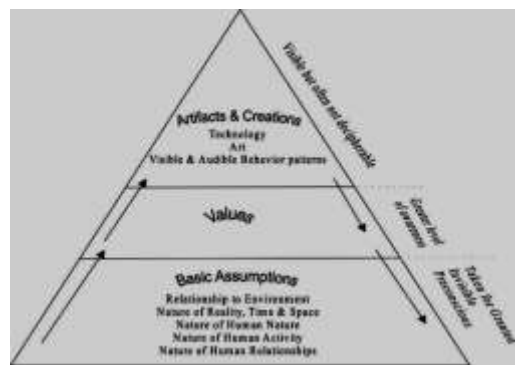 Artifacts & Creations
Technology
Art
Visible & Audible Behavior patterns
Visible but often not decipherable
Values
Greater level
of awareness
Basic Assumptions
Relationship to Environment
Nature of Reality, Time & Space
Nature of Human Nature
Nature of Human Activity
Nature of Human Relationships
Taken for Granted
Invisible
Preconscious